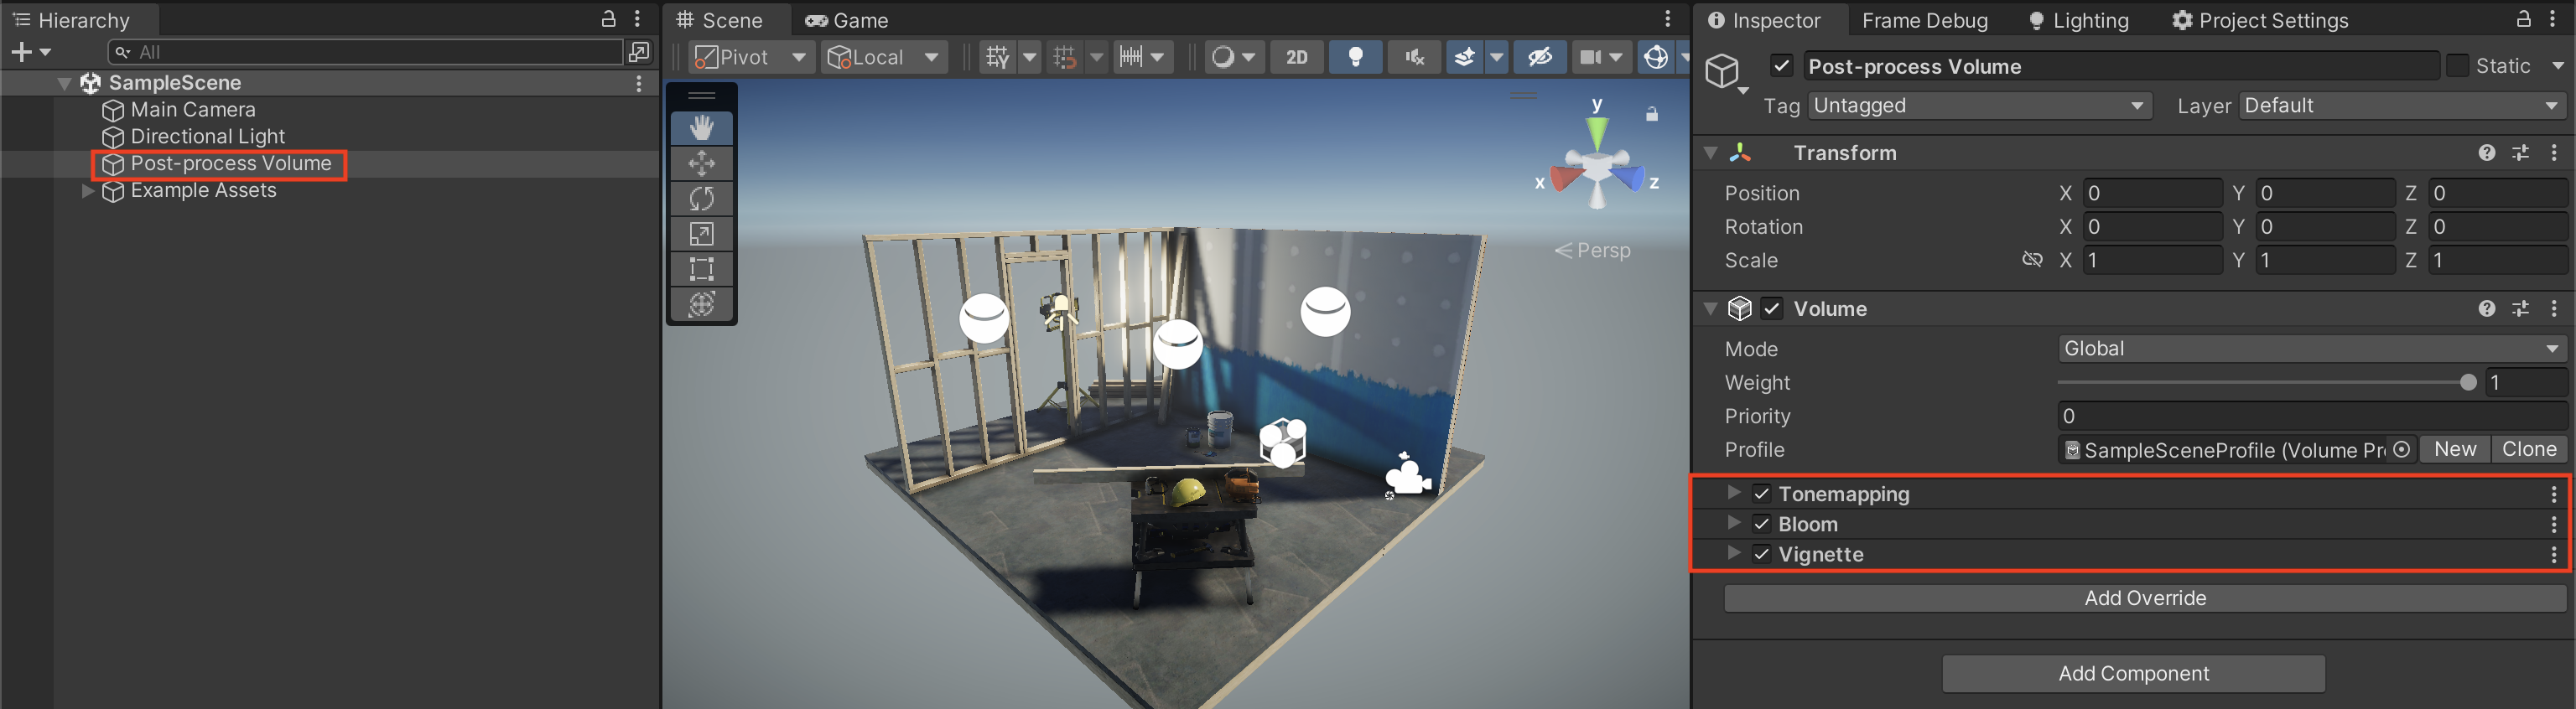 Hierarchy
All
SampleScene
Main Camera
Directional Light
Post-process Volume
Example Assets
Scene
Game
Pivot
Local
2D
y
x
z
Persp
Inspector
Frame Debug
Lighting
Project Settings
Post-process Volume
Static
Tag Untagged
Layer Default
Transform
Position X 0 Y 0 Z 0
Rotation X 0 Y 0 Z 0
Scale X 1 Y 1 Z 1
Volume
Mode Global
Weight 1
Priority 0
Profile SampleSceneProfile (Volume Pr New Clone
Tonemapping
Bloom
Vignette
Add Override
Add Component